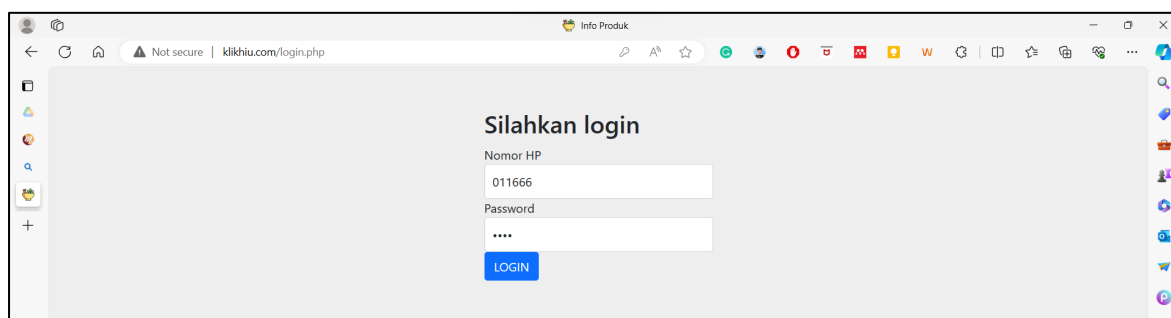 Info Produk
Not secure | klikhiu.com/login.php
Silahkan login
Nomor HP
011666
Password
••••
LOGIN